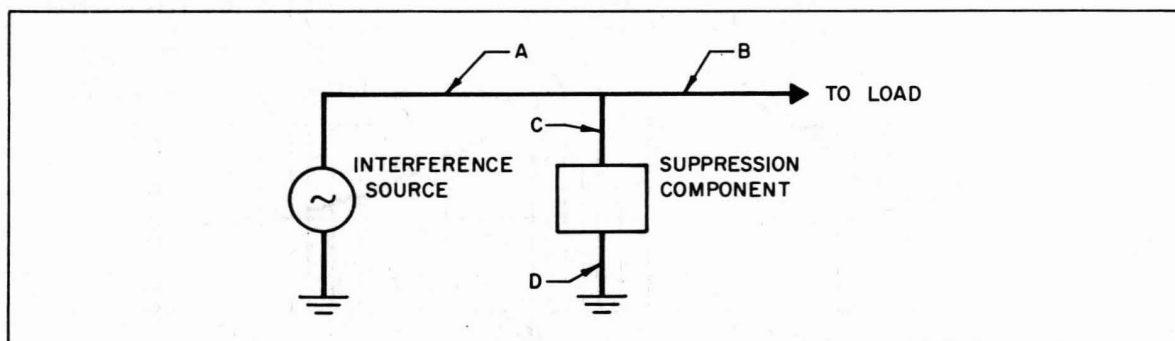 A
B
TO LOAD
C
INTERFERENCE
SOURCE
SUPPRESSION
COMPONENT
~
D